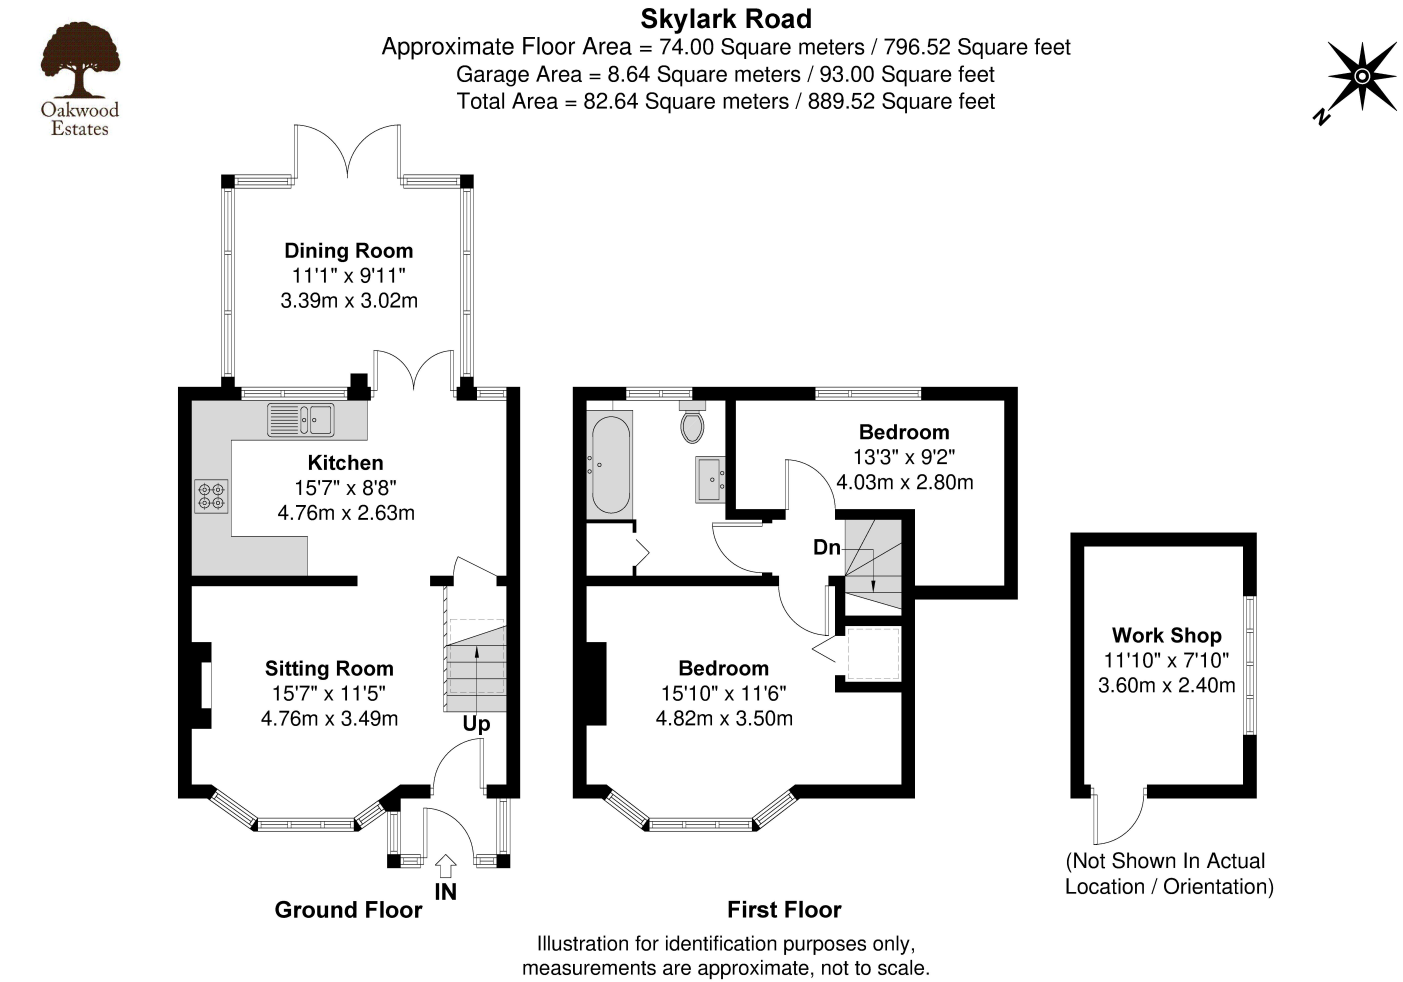 Skylark Road
Approximate Floor Area = 74.00 Square meters / 796.52 Square feet
Garage Area = 8.64 Square meters / 93.00 Square feet
Total Area = 82.64 Square meters / 889.52 Square feet
Oakwood
Estates
N
Dining Room
11'1" x 9'11"
3.39m x 3.02m
Kitchen
15'7" x 8'8"
4.76m x 2.63m
Sitting Room
15'7" x 11'5"
4.76m x 3.49m
Up
IN
Ground Floor
Bedroom
13'3" x 9'2"
4.03m x 2.80m
Dn
Bedroom
15'10" x 11'6"
4.82m x 3.50m
First Floor
Work Shop
11'10" x 7'10"
3.60m x 2.40m
(Not Shown In Actual
Location / Orientation)
Illustration for identification purposes only,
measurements are approximate, not to scale.